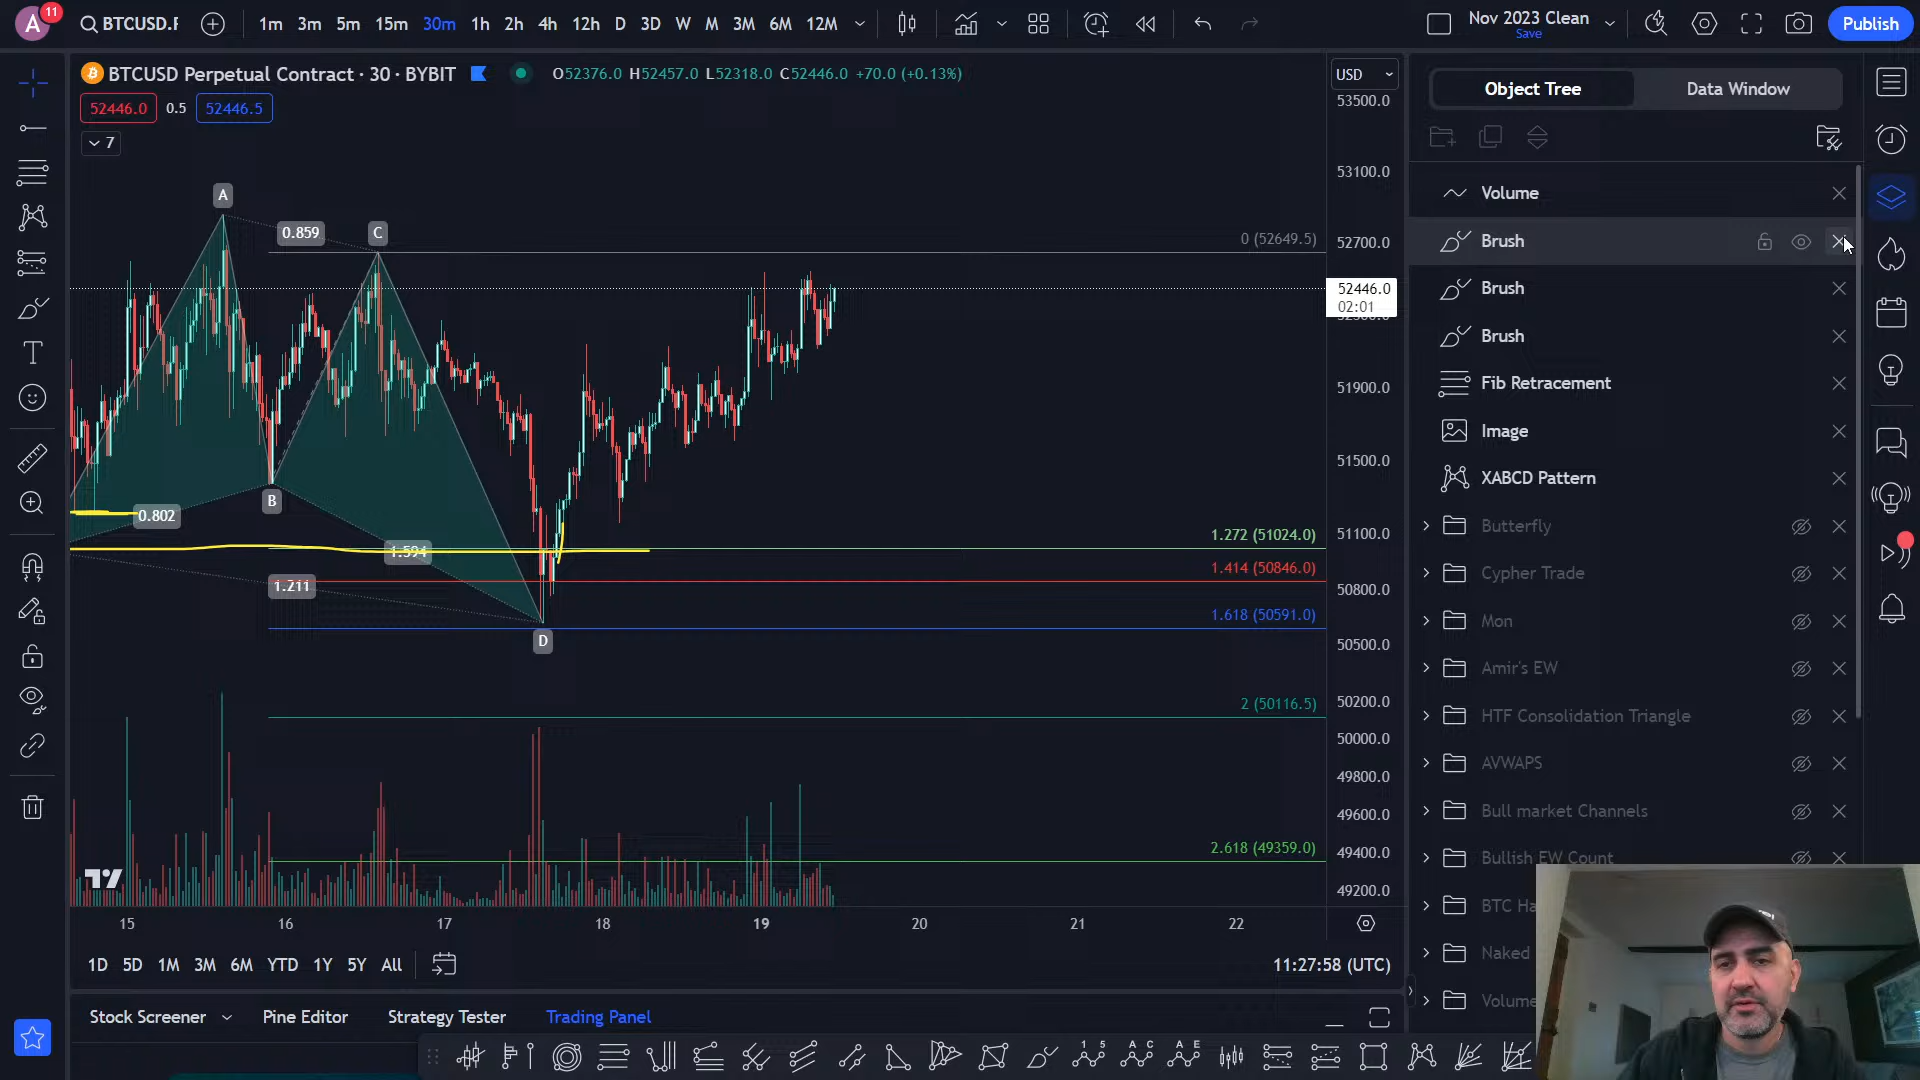 A
11
BTCUSD.F
1m 3m 5m 15m 30m 1h 2h 4h 12h D 3D W M 3M 6M 12M
Nov 2023 Clean
Save
Publish
BTCUSD Perpetual Contract · 30 · BYBIT
O52376.0 H52457.0 L52318.0 C52446.0 +70.0 (+0.13%)
52446.0 0.5 52446.5
7
USD
53500.0
53100.0
52700.0
52446.0
02:01
51900.0
51500.0
51100.0
50800.0
50500.0
50200.0
50000.0
49800.0
49600.0
49400.0
49200.0
A
0.859
C
0 (52649.5)
B
0.802
1.594
1.211
D
1.272 (51024.0)
1.414 (50846.0)
1.618 (50591.0)
2 (50116.5)
2.618 (49359.0)
15 16 17 18 19 20 21 22
1D 5D 1M 3M 6M YTD 1Y 5Y All
11:27:58 (UTC)
Stock Screener Pine Editor Strategy Tester Trading Panel
Object Tree Data Window
Volume
Brush
Brush
Brush
Fib Retracement
Image
XABCD Pattern
Butterfly
Cypher Trade
Mon
Amir's EW
HTF Consolidation Triangle
AVWAPS
Bull market Channels
Bullish EW Count
BTC Ha
Naked
Volume